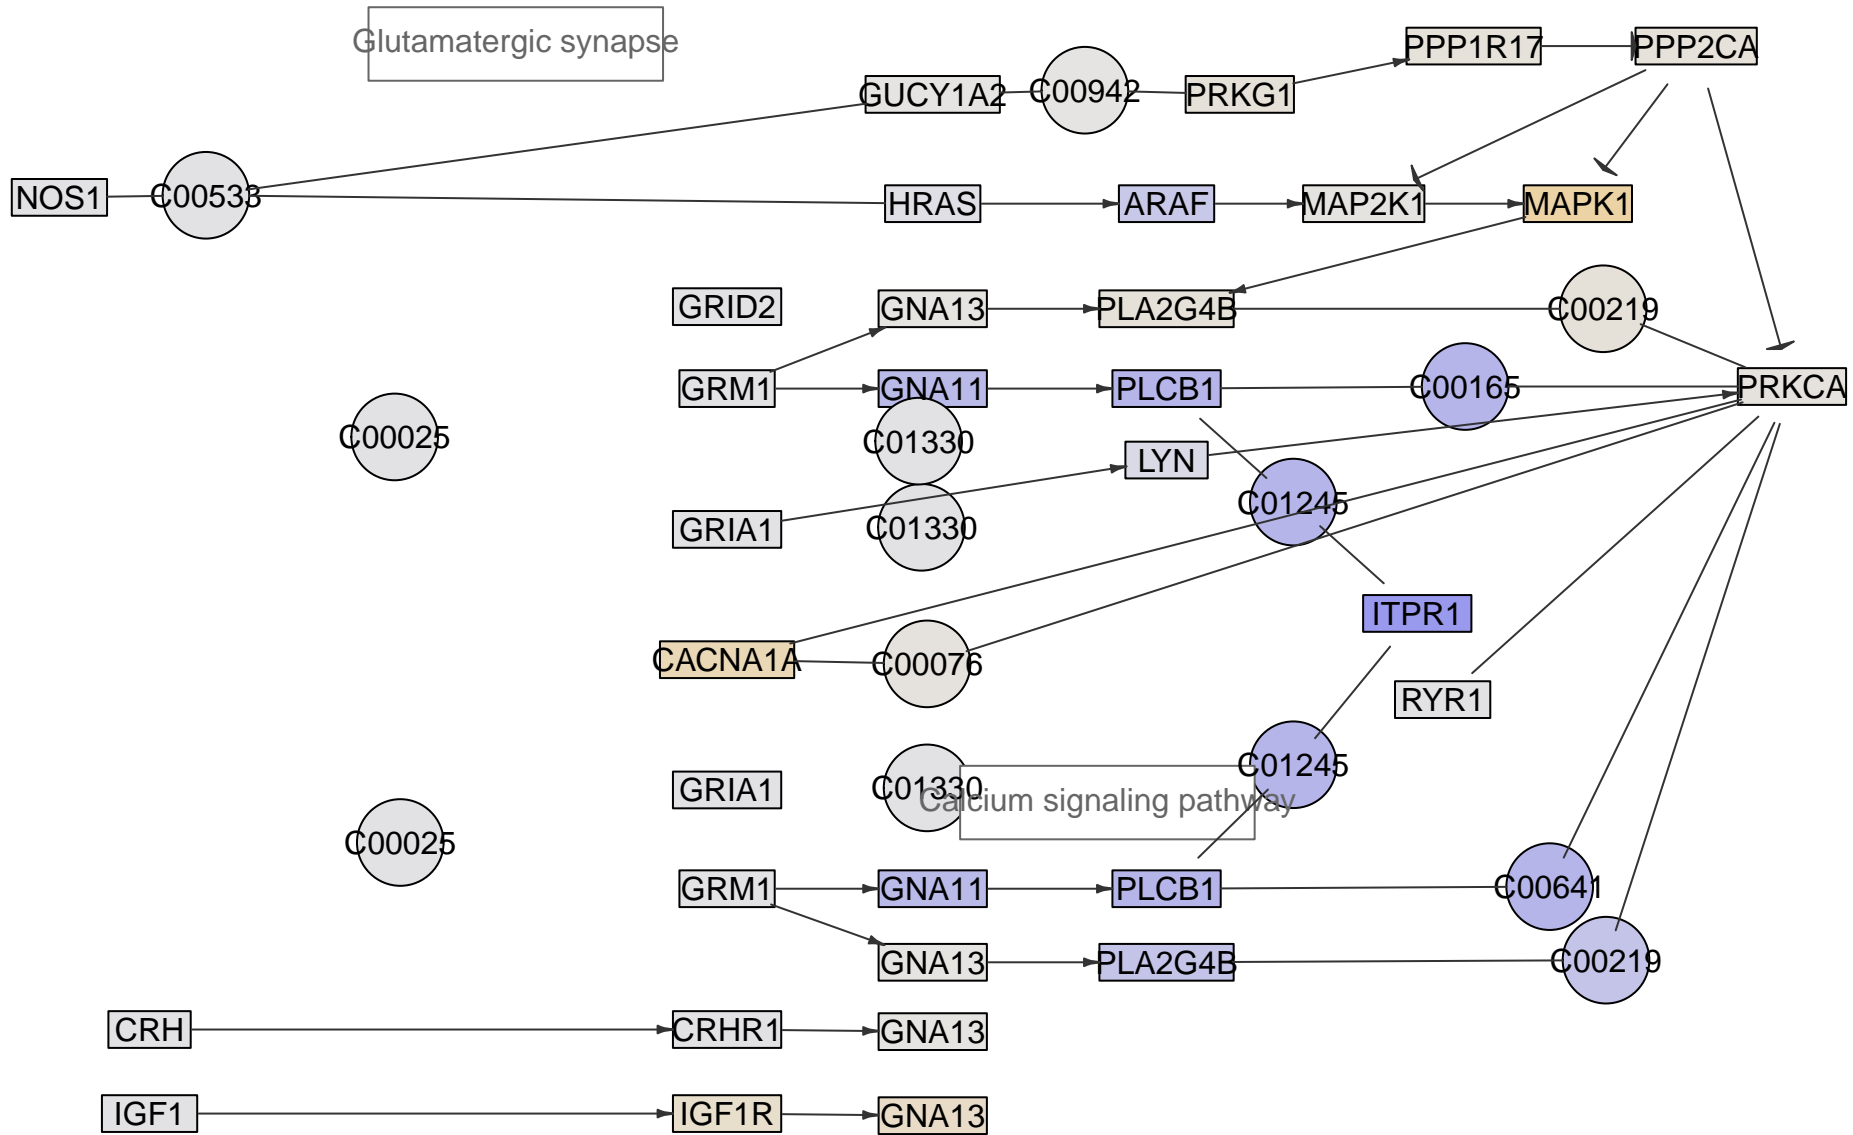 Glutamatergic synapse
PPP1R17
PPP2CA
GUCY1A2
C00942
PRKG1
NOS1
C00533
HRAS
ARAF
MAP2K1
MAPK1
GRID2
GNA13
PLA2G4B
C00219
GRM1
GNA11
PLCB1
C00165
PRKCA
C00025
C01330
LYN
GRIA1
C01330
C01245
ITPR1
CACNA1A
C00076
RYR1
GRIA1
C01330
C01245
Calcium signaling pathway
C00025
GRM1
GNA11
PLCB1
C00641
GNA13
PLA2G4B
C00219
CRH
CRHR1
GNA13
IGF1
IGF1R
GNA13